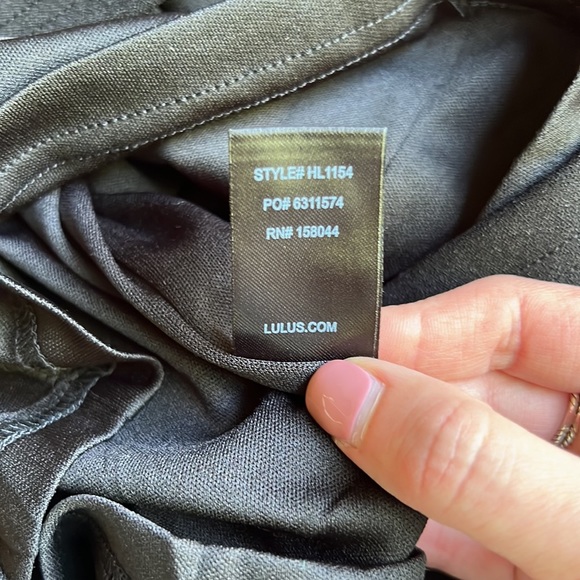 STYLE# HL1154
PO# 6311574
RN# 158044
LULUS.COM